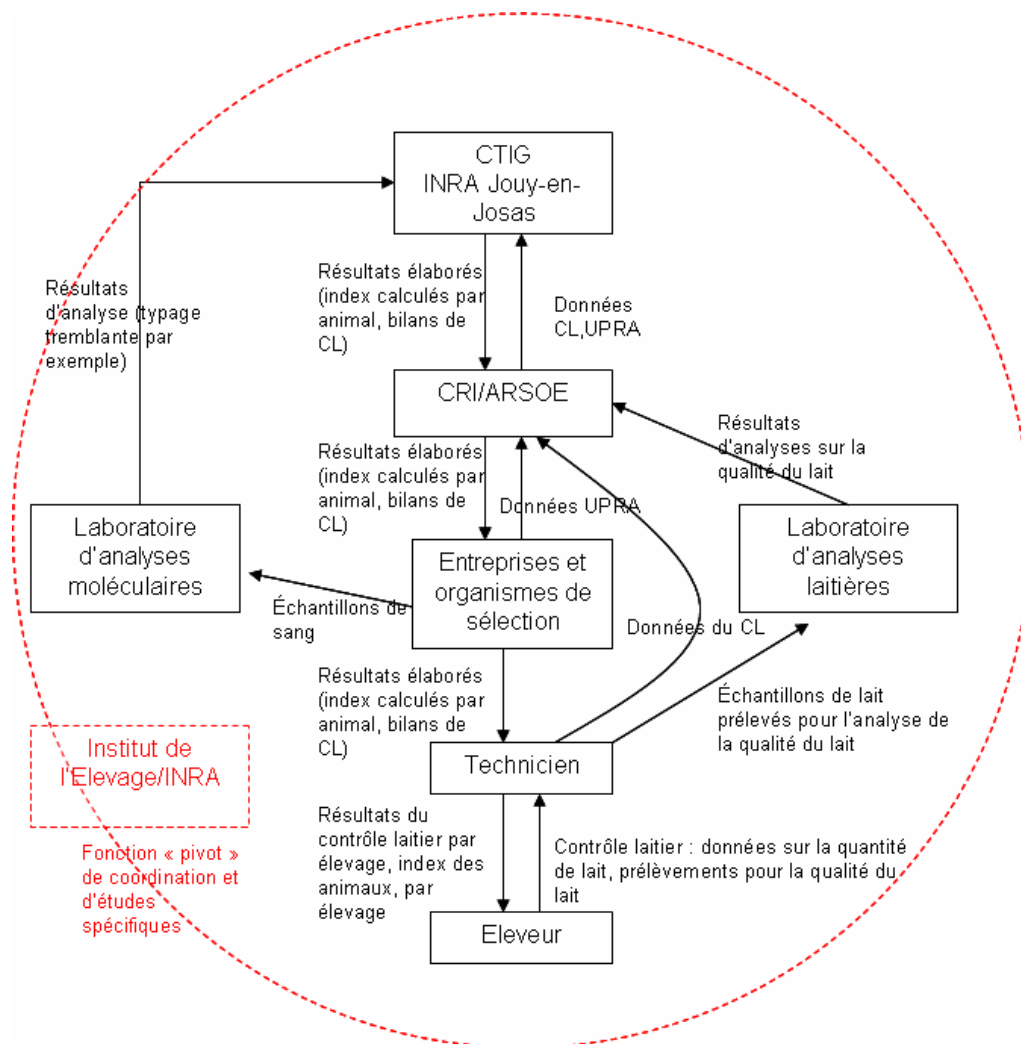 CTIG
INRA Jouy-en-
Josas
Résultats
d'analyse (typage
tremblante par
exemple)
Résultats élaborés
(index calculés par
animal, bilans de
CL)
Données
CL,UPRA
CRI/ARSOE
Résultats élaborés
(index calculés par
animal, bilans de
CL)
Données UPRA
Résultats
d'analyses sur la
qualité du lait
Laboratoire
d'analyses
moléculaires
Entreprises et
organismes de
sélection
Laboratoire
d'analyses
laitières
Échantillons de
sang
Données du CL
Résultats élaborés
(index calculés par
animal, bilans de
CL)
Échantillons de lait
prélevés pour l'analyse de
la qualité du lait
Institut de
l'Elevage/INRA
Technicien
Fonction « pivot »
de coordination et
d'études
spécifiques
Résultats du
contrôle laitier par
élevage, index des
animaux, par
élevage
Contrôle laitier : données sur la quantité
de lait, prélèvements pour la qualité du
lait
Eleveur